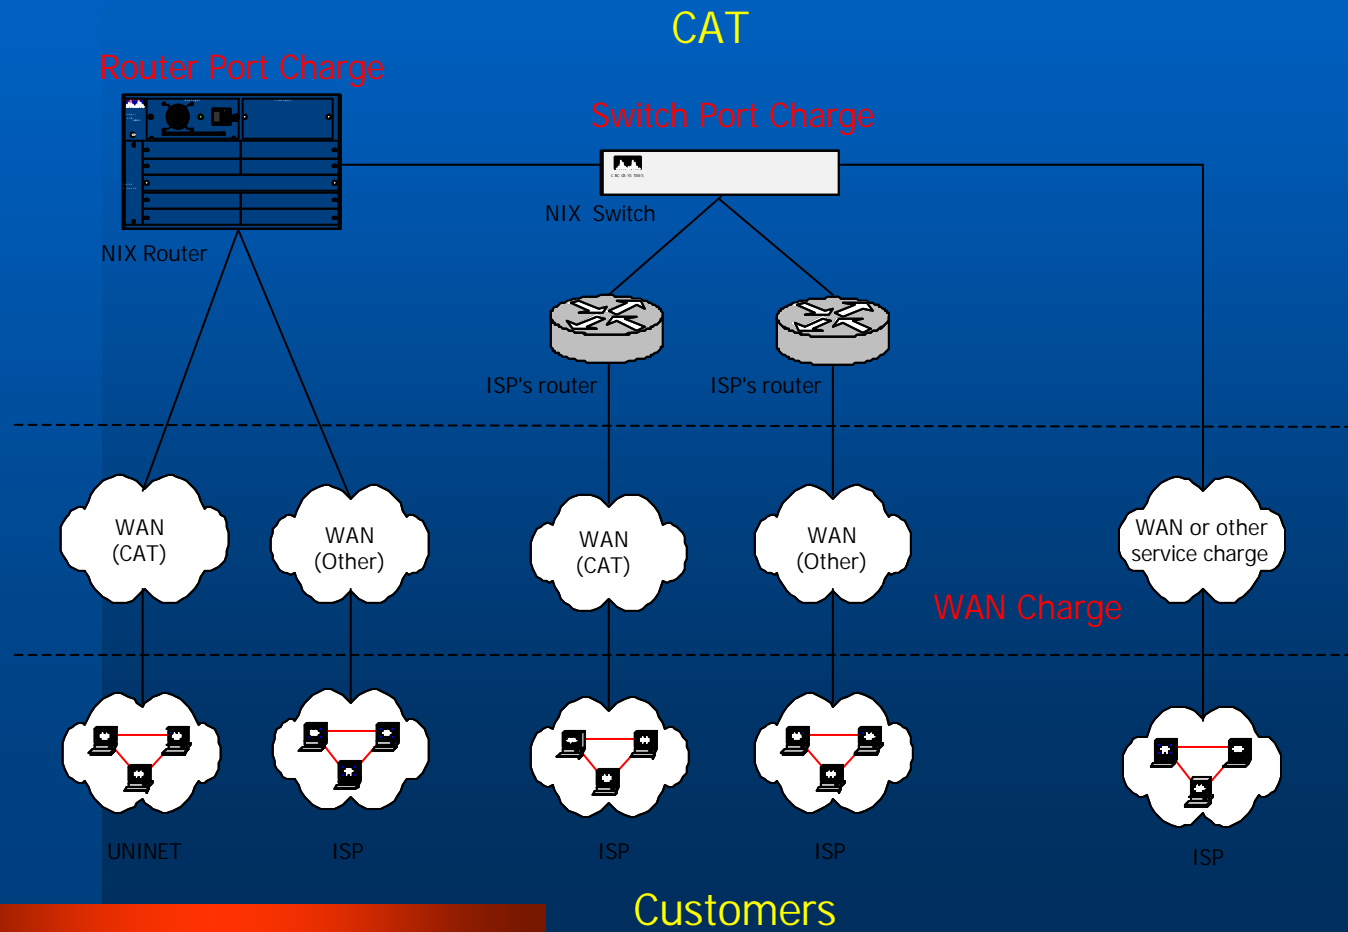 CAT
Router Port Charge
Switch Port Charge
NIX Switch
NIX Router
ISP's router
ISP's router
WAN
(CAT)
WAN
(Other)
WAN
(CAT)
WAN
(Other)
WAN or other
service charge
WAN Charge
UNINET
ISP
ISP
ISP
ISP
Customers